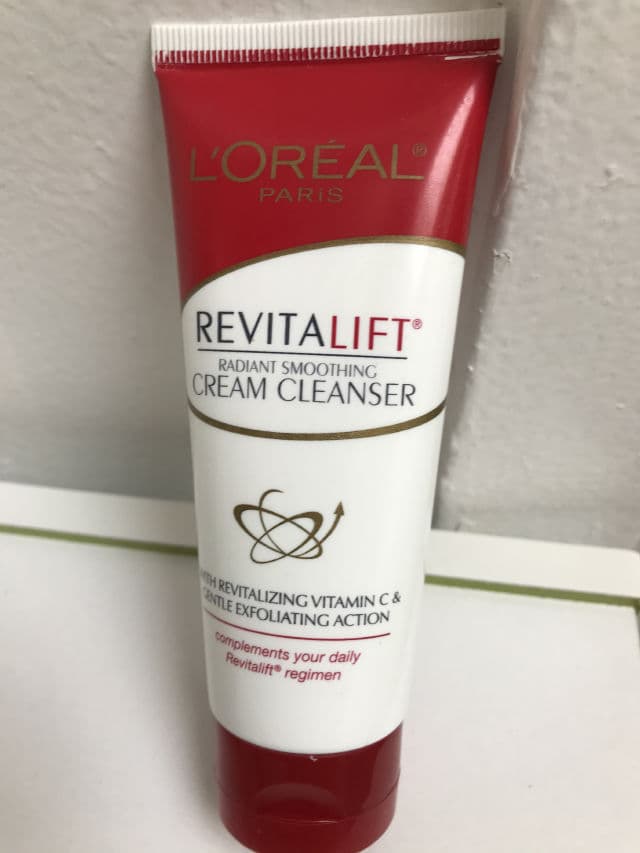 L'ORÉAL®
PARiS
REVITALIFT®
RADIANT SMOOTHING
CREAM CLEANSER
WITH REVITALIZING VITAMIN C &
GENTLE EXFOLIATING ACTION
complements your daily
Revitalift® regimen